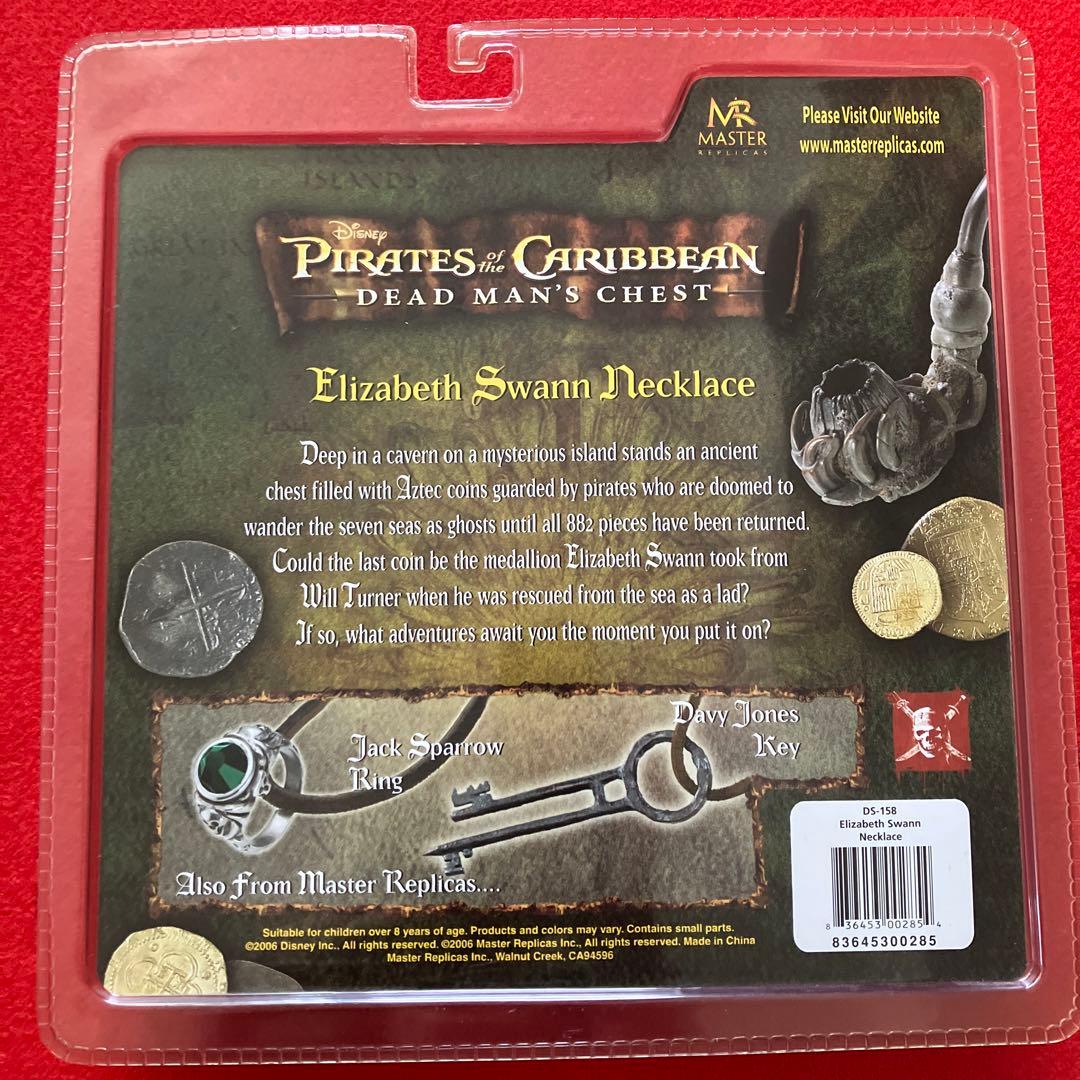 MR
MASTER
REPLICAS
Please Visit Our Website
www.masterreplicas.com
ISLANDS
Disney
PIRATES of the CARIBBEAN
DEAD MAN'S CHEST
Elizabeth Swann Necklace
Deep in a cavern on a mysterious island stands an ancient
chest filled with Aztec coins guarded by pirates who are doomed to
wander the seven seas as ghosts until all 882 pieces have been returned.
Could the last coin be the medallion Elizabeth Swann took from
Will Turner when he was rescued from the sea as a lad?
If so, what adventures await you the moment you put it on?
Jack Sparrow
Ring
Davy Jones
Key
Also From Master Replicas....
DS-158
Elizabeth Swann
Necklace
8 36453 00285 4
83645300285
Suitable for children over 8 years of age. Products and colors may vary. Contains small parts.
©2006 Disney Inc., All rights reserved. ©2006 Master Replicas Inc., All rights reserved. Made in China
Master Replicas Inc., Walnut Creek, CA94596